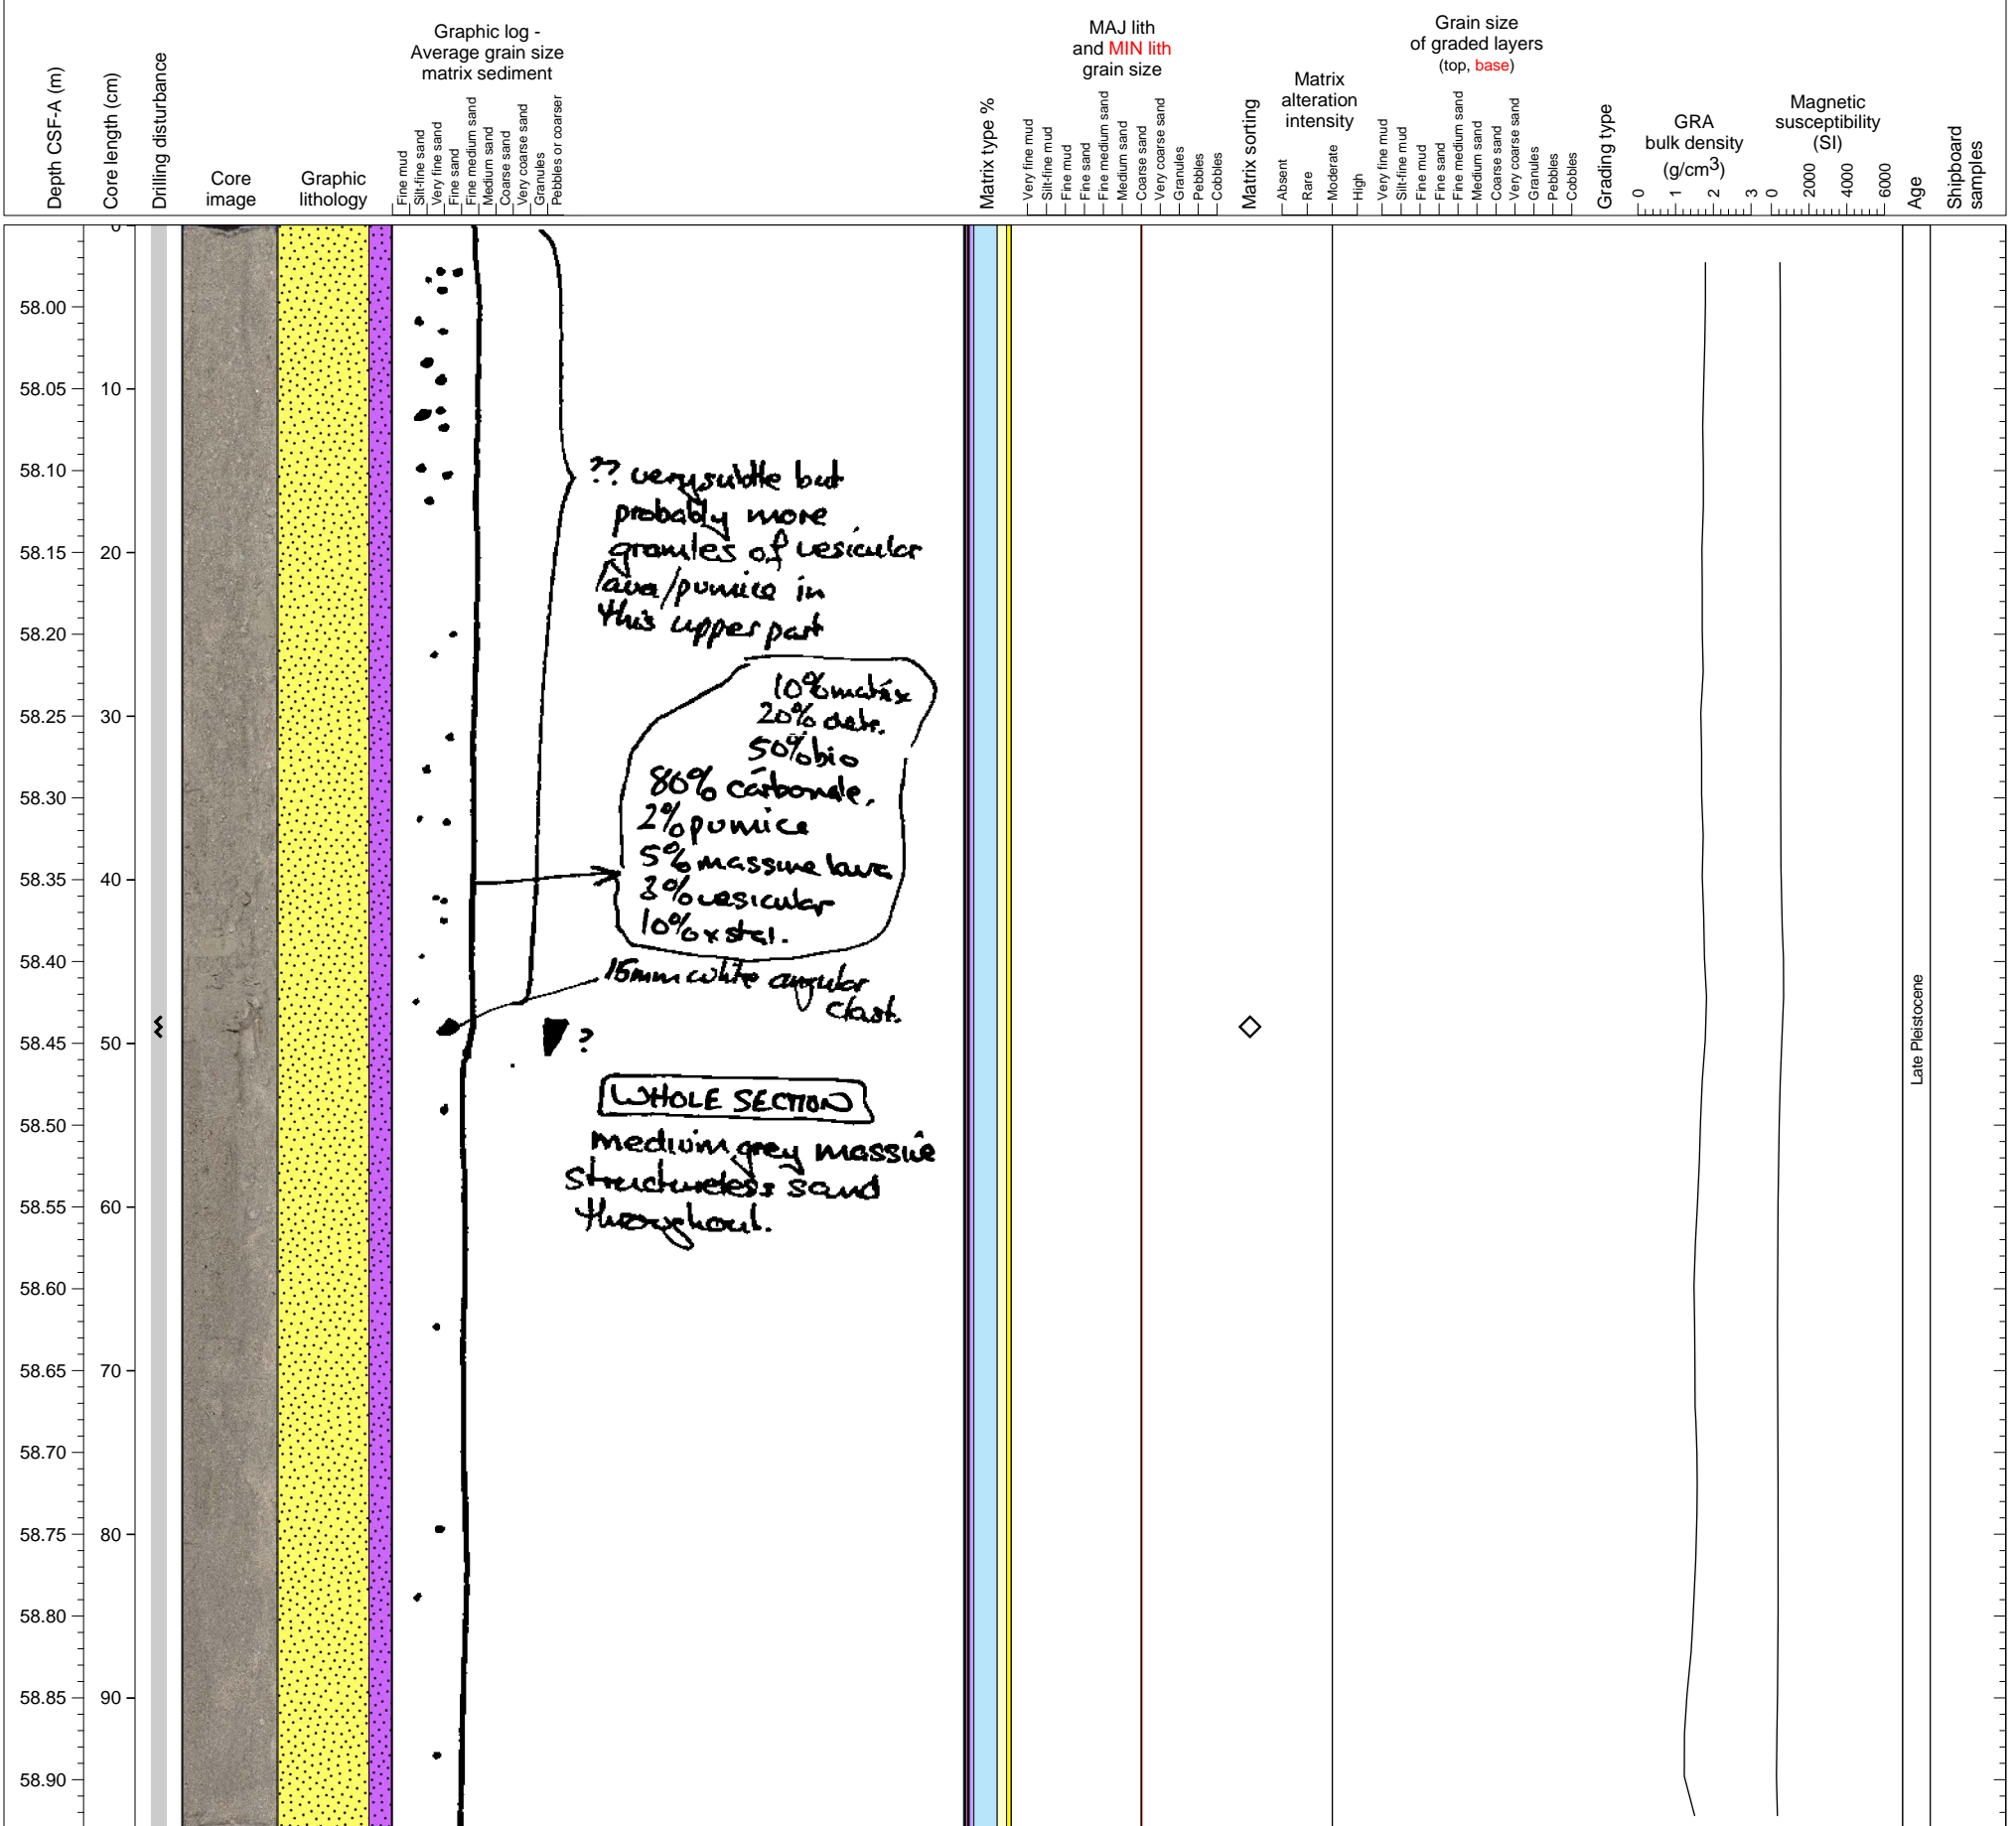 Depth CSF-A (m)
Core length (cm)
Drilling disturbance
Core
image
Graphic
lithology
Graphic log -
Average grain size
matrix sediment
Fine mud
Silt-fine sand
Very fine sand
Fine sand
Fine medium sand
Medium sand
Coarse sand
Very coarse sand
Granules
Pebbles or coarser
Matrix type %
MAJ lith
and MIN lith
grain size
Very fine mud
Silt-fine mud
Fine mud
Fine sand
Fine medium sand
Medium sand
Coarse sand
Very coarse sand
Granules
Pebbles
Cobbles
Matrix sorting
Matrix
alteration
intensity
Absent
Rare
Moderate
High
Grain size
of graded layers
(top, base)
Very fine mud
Silt-fine mud
Fine mud
Fine sand
Fine medium sand
Medium sand
Coarse sand
Very coarse sand
Granules
Pebbles
Cobbles
Grading type
GRA
bulk density
(g/cm3)
0 1 2 3
Magnetic
susceptibility
(SI)
0 2000 4000 6000
Age
Shipboard
samples
0
58.00
58.05
10
58.10
58.15
20
58.20
58.25
30
58.30
58.35
40
58.40
58.45
50
58.50
58.55
60
58.60
58.65
70
58.70
58.75
80
58.80
58.85
90
58.90
?? very subtle but
probably more
granules of vesicular
lava/pumice in
this upper part
10% matrix
20%
50% bio
80% carbonate.
2% pumice
5% massive lava
3% vesicular
10% xstal.
15mm white angular
clast.
?
WHOLE SECTION
medium grey massive
structureless sand
throughout.
Late Pleistocene